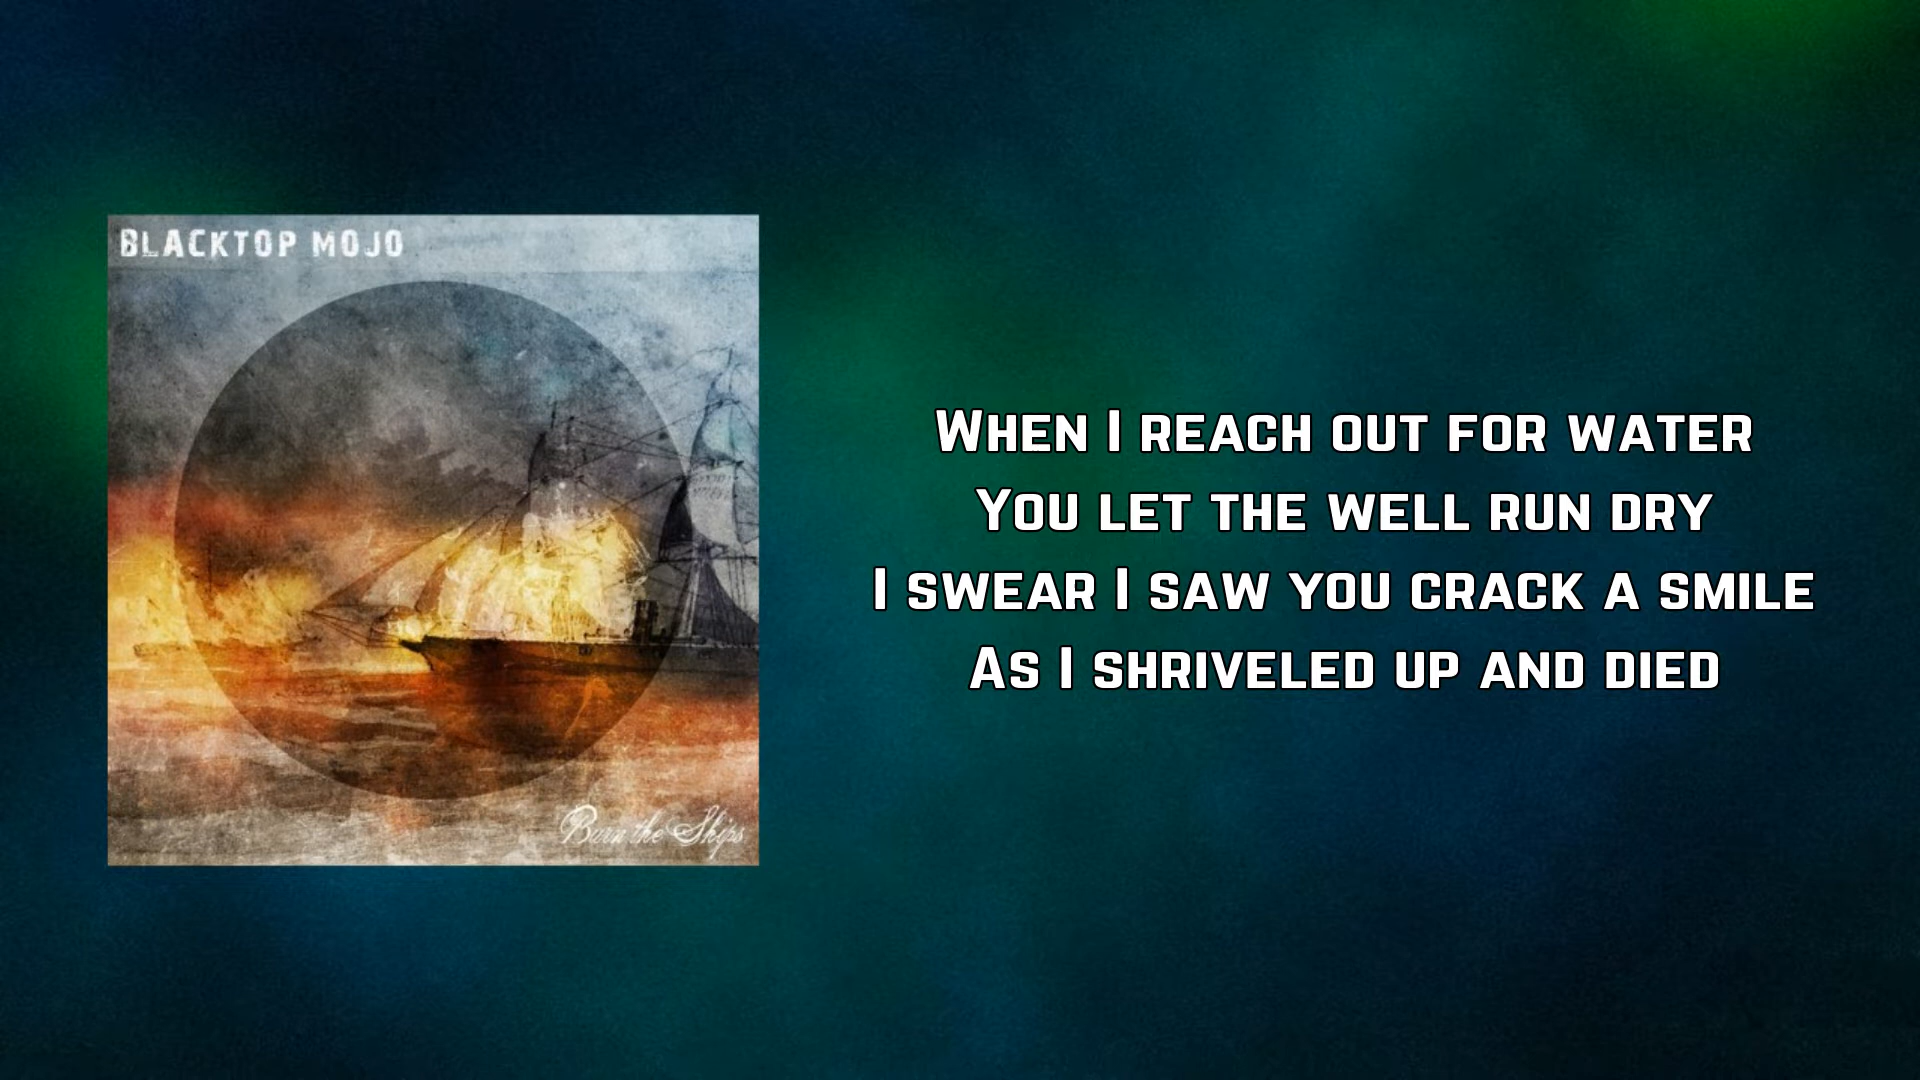 BLACKTOP MOJO
Burn the Ships
When I reach out for water
You let the well run dry
I swear I saw you crack a smile
As I shriveled up and died